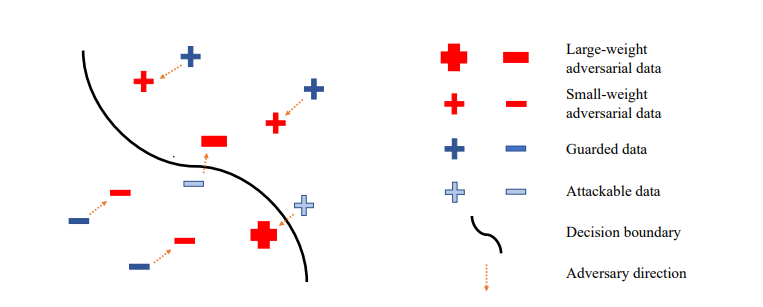 Large-weight
adversarial data
Small-weight
adversarial data
Guarded data
Attackable data
Decision boundary
Adversary direction